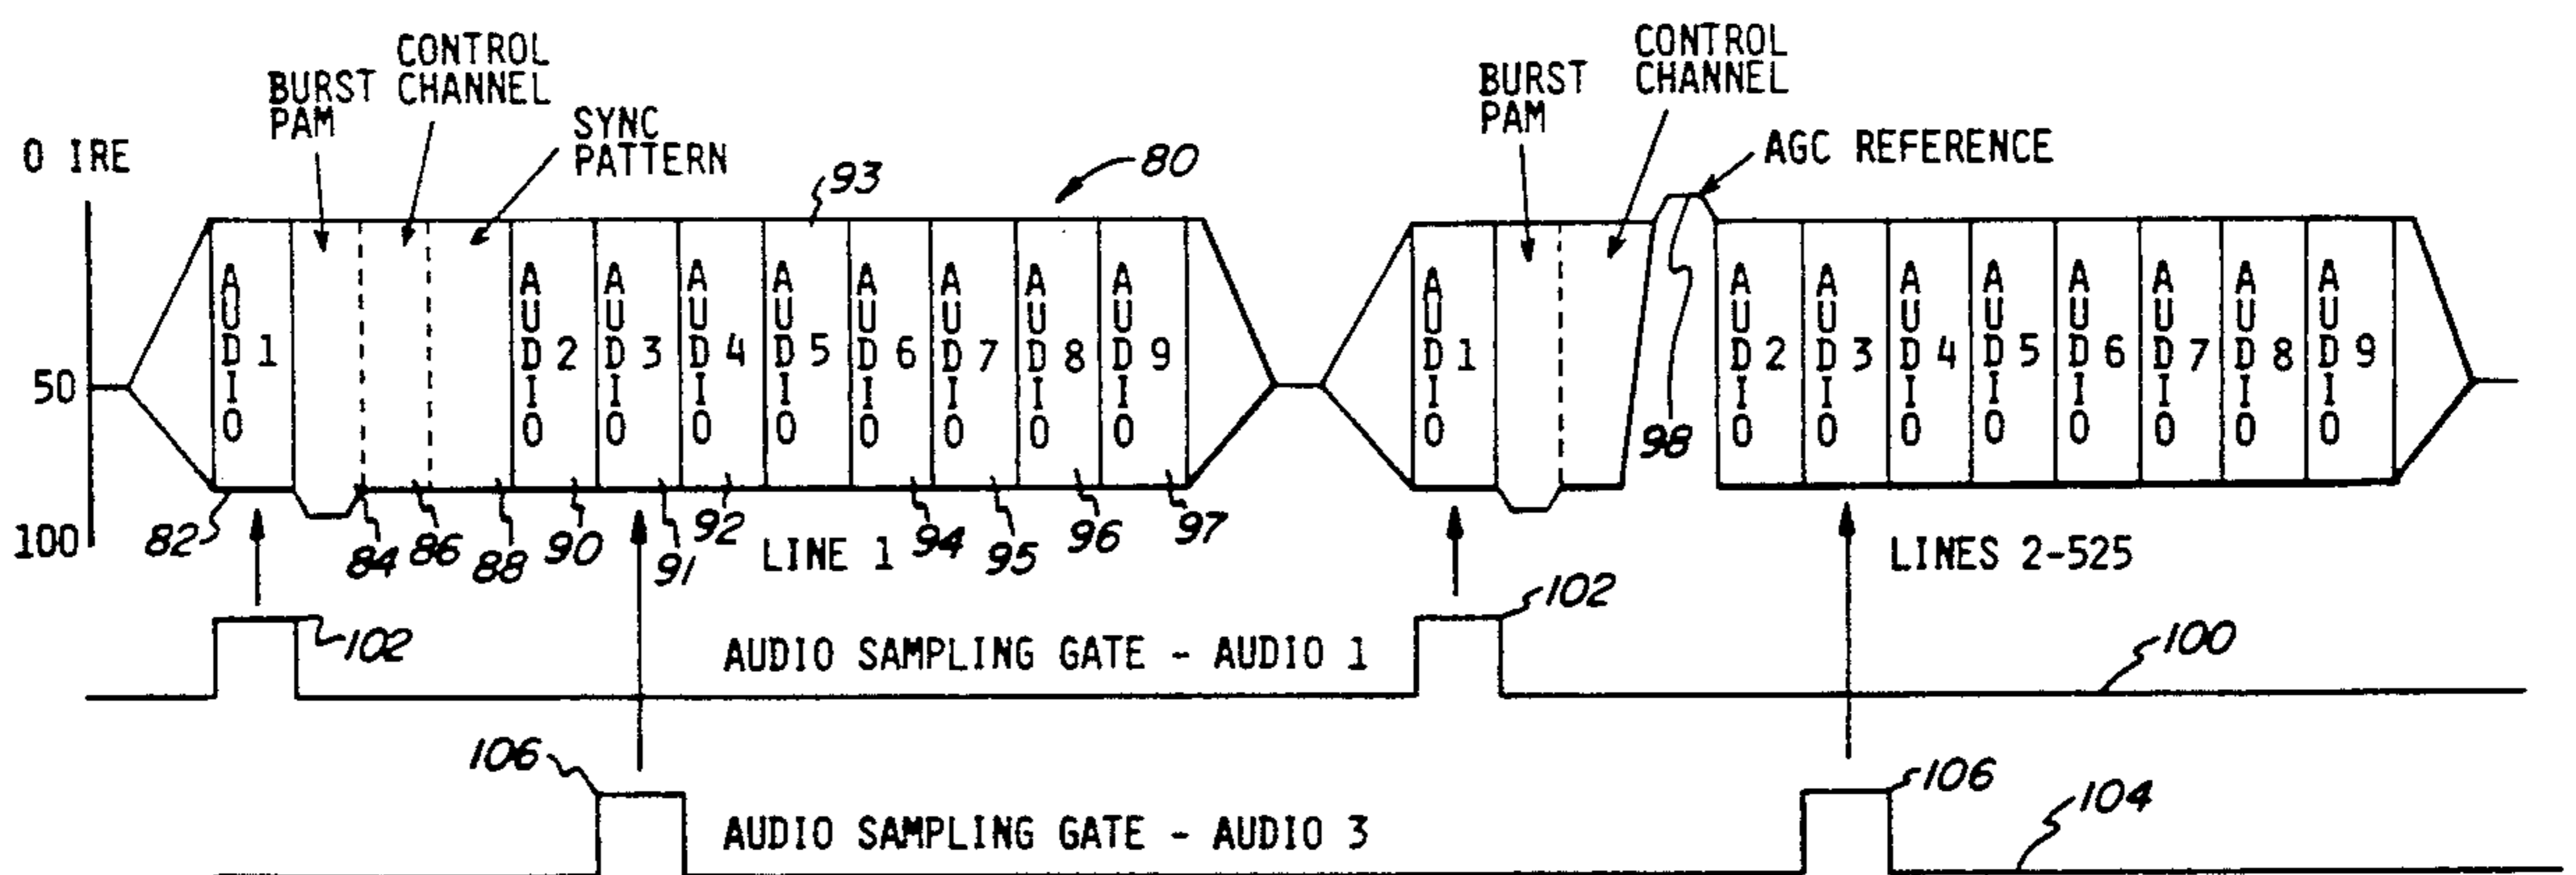 BURST PAM
CONTROL CHANNEL
SYNC PATTERN
0 IRE
50
100
80
93
AUDIO 1
AUDIO 2
AUDIO 3
AUDIO 4
AUDIO 5
AUDIO 6
AUDIO 7
AUDIO 8
AUDIO 9
82
84
86
88
90
91
92
LINE 1
94
95
96
97
BURST PAM
CONTROL CHANNEL
AGC REFERENCE
AUDIO 1
98
AUDIO 2
AUDIO 3
AUDIO 4
AUDIO 5
AUDIO 6
AUDIO 7
AUDIO 8
AUDIO 9
LINES 2-525
102
AUDIO SAMPLING GATE - AUDIO 1
102
100
106
AUDIO SAMPLING GATE - AUDIO 3
106
104